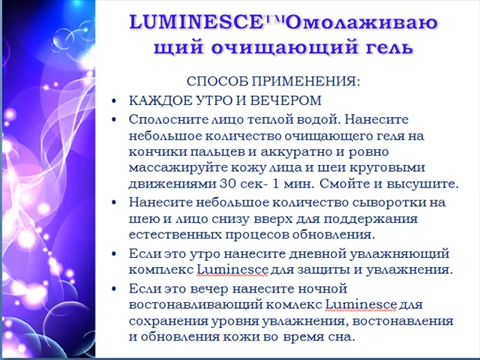 LUMINESCE™Омолаживаю
щий очищающий гель
СПОСОБ ПРИМЕНЕНИЯ:
• КАЖДОЕ УТРО И ВЕЧЕРОМ
• Сполосните лицо теплой водой. Нанесите
небольшое количество очищающего геля на
кончики пальцев и аккуратно и ровно
массажируйте кожу лица и шеи круговыми
движениями 30 сек- 1 мин. Смойте и высушите.
• Нанесите небольшое количество сыворотки на
шею и лицо снизу вверх для поддержания
естественных процесов обновления.
• Если это утро нанесите дневной увлажняющий
комплекс Luminesce для защиты и увлажнения.
• Если это вечер нанесите ночной
востонавливающий комлекс Luminesce для
сохранения уровня увлажнения, востонавления
и обновления кожи во время сна.